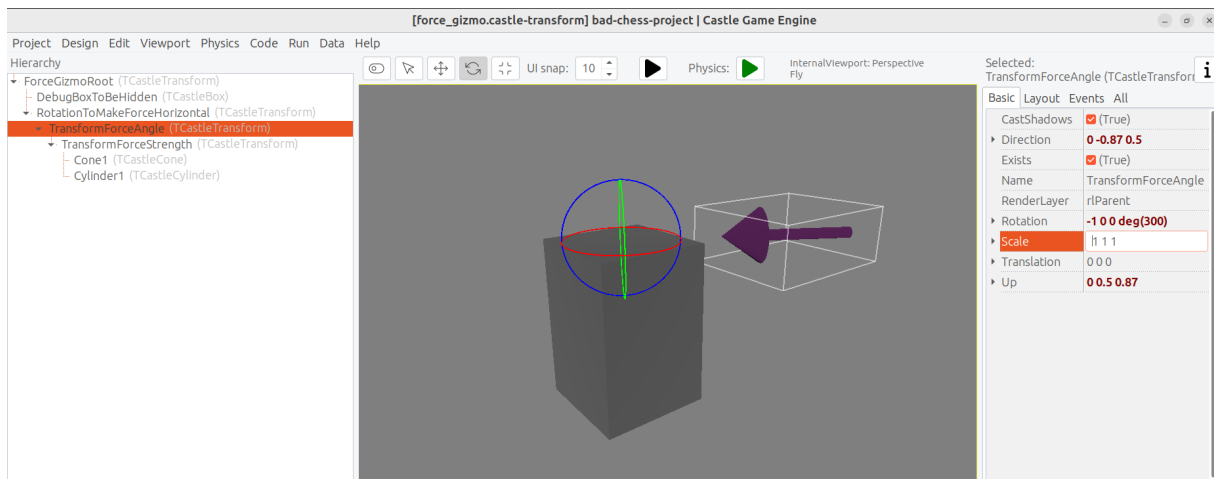 [force_gizmo.castle-transform] bad-chess-project | Castle Game Engine
Project Design Edit Viewport Physics Code Run Data Help
Hierarchy
ForceGizmoRoot (TCastleTransform)
DebugBoxToBeHidden (TCastleBox)
RotationToMakeForceHorizontal (TCastleTransform)
TransformForceAngle (TCastleTransform)
TransformForceStrength (TCastleTransform)
Cone1 (TCastleCone)
Cylinder1 (TCastleCylinder)
UI snap: 10
Physics:
InternalViewport: Perspective
Fly
Selected:
TransformForceAngle (TCastleTransfor
i
Basic Layout Events All
CastShadows (True)
Direction 0 -0.87 0.5
Exists (True)
Name TransformForceAngle
RenderLayer rlParent
Rotation -1 0 0 deg(300)
Scale 1 1 1
Translation 0 0 0
Up 0 0.5 0.87